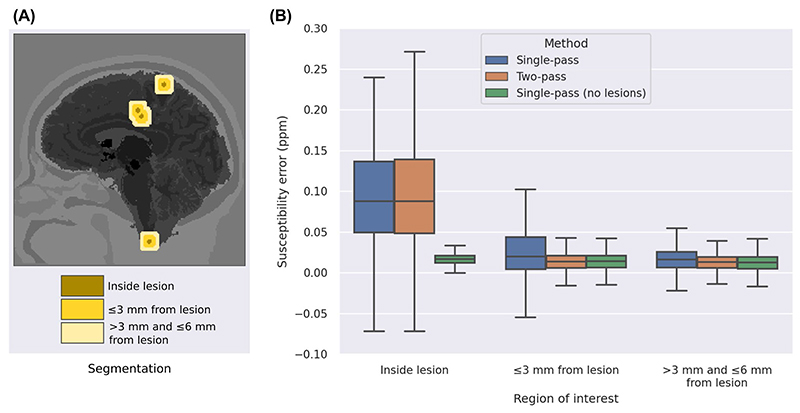 (A)
Inside lesion
≤3 mm from lesion
>3 mm and ≤6 mm
from lesion
Segmentation
(B)
Method
Single-pass
Two-pass
Single-pass (no lesions)
Susceptibility error (ppm)
0.30
0.25
0.20
0.15
0.10
0.05
0.00
−0.05
−0.10
Inside lesion
≤3 mm from lesion
>3 mm and ≤6 mm
from lesion
Region of interest